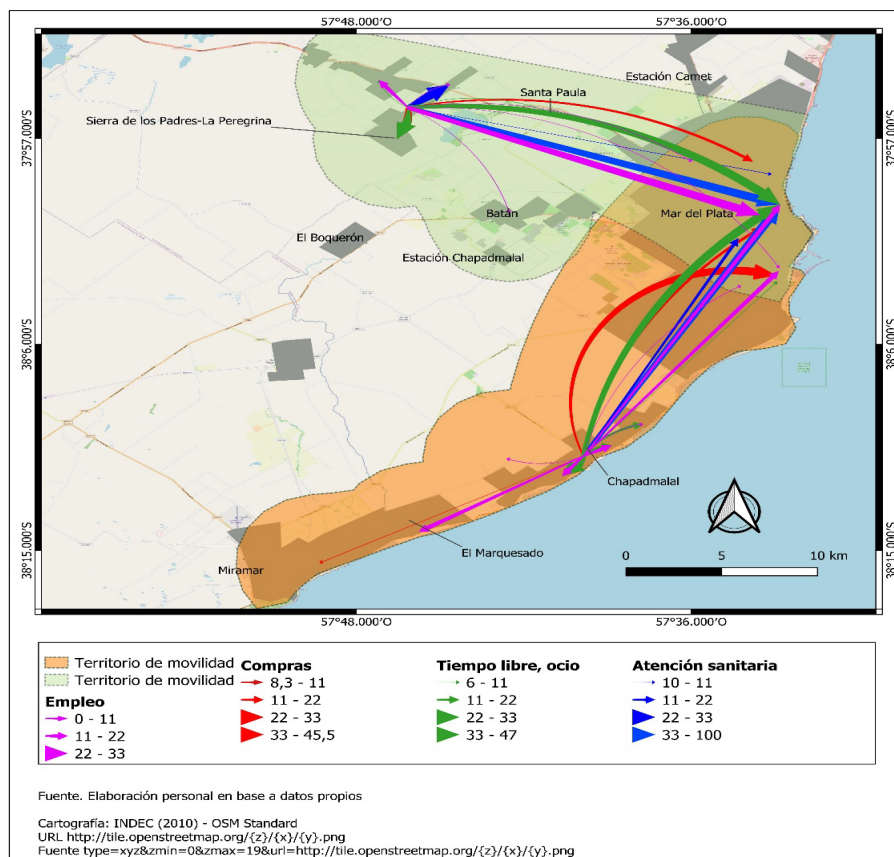 57°48.000'O 57°36.000'O
Estación Camet
Santa Paula
37°57.000'S 37°57.000'S
Sierra de los Padres-La Peregrina
Batán Mar del Plata
El Boquerón
Estación Chapadmalal
38°6.000'S 38°6.000'S
Chapadmalal
38°15.000'S 38°15.000'S
El Marquesado
Miramar
0 5 10 km
57°48.000'O 57°36.000'O
Territorio de movilidad
Territorio de movilidad
Empleo
0 - 11
11 - 22
22 - 33
Compras
8,3 - 11
11 - 22
22 - 33
33 - 45,5
Tiempo libre, ocio
6 - 11
11 - 22
22 - 33
33 - 47
Atención sanitaria
10 - 11
11 - 22
22 - 33
33 - 100
Fuente. Elaboración personal en base a datos propios
Cartografía: INDEC (2010) - OSM Standard
URL http://tile.openstreetmap.org/{z}/{x}/{y}.png
Fuente type=xyz&zmin=0&zmax=19&url=http://tile.openstreetmap.org/{z}/{x}/{y}.png